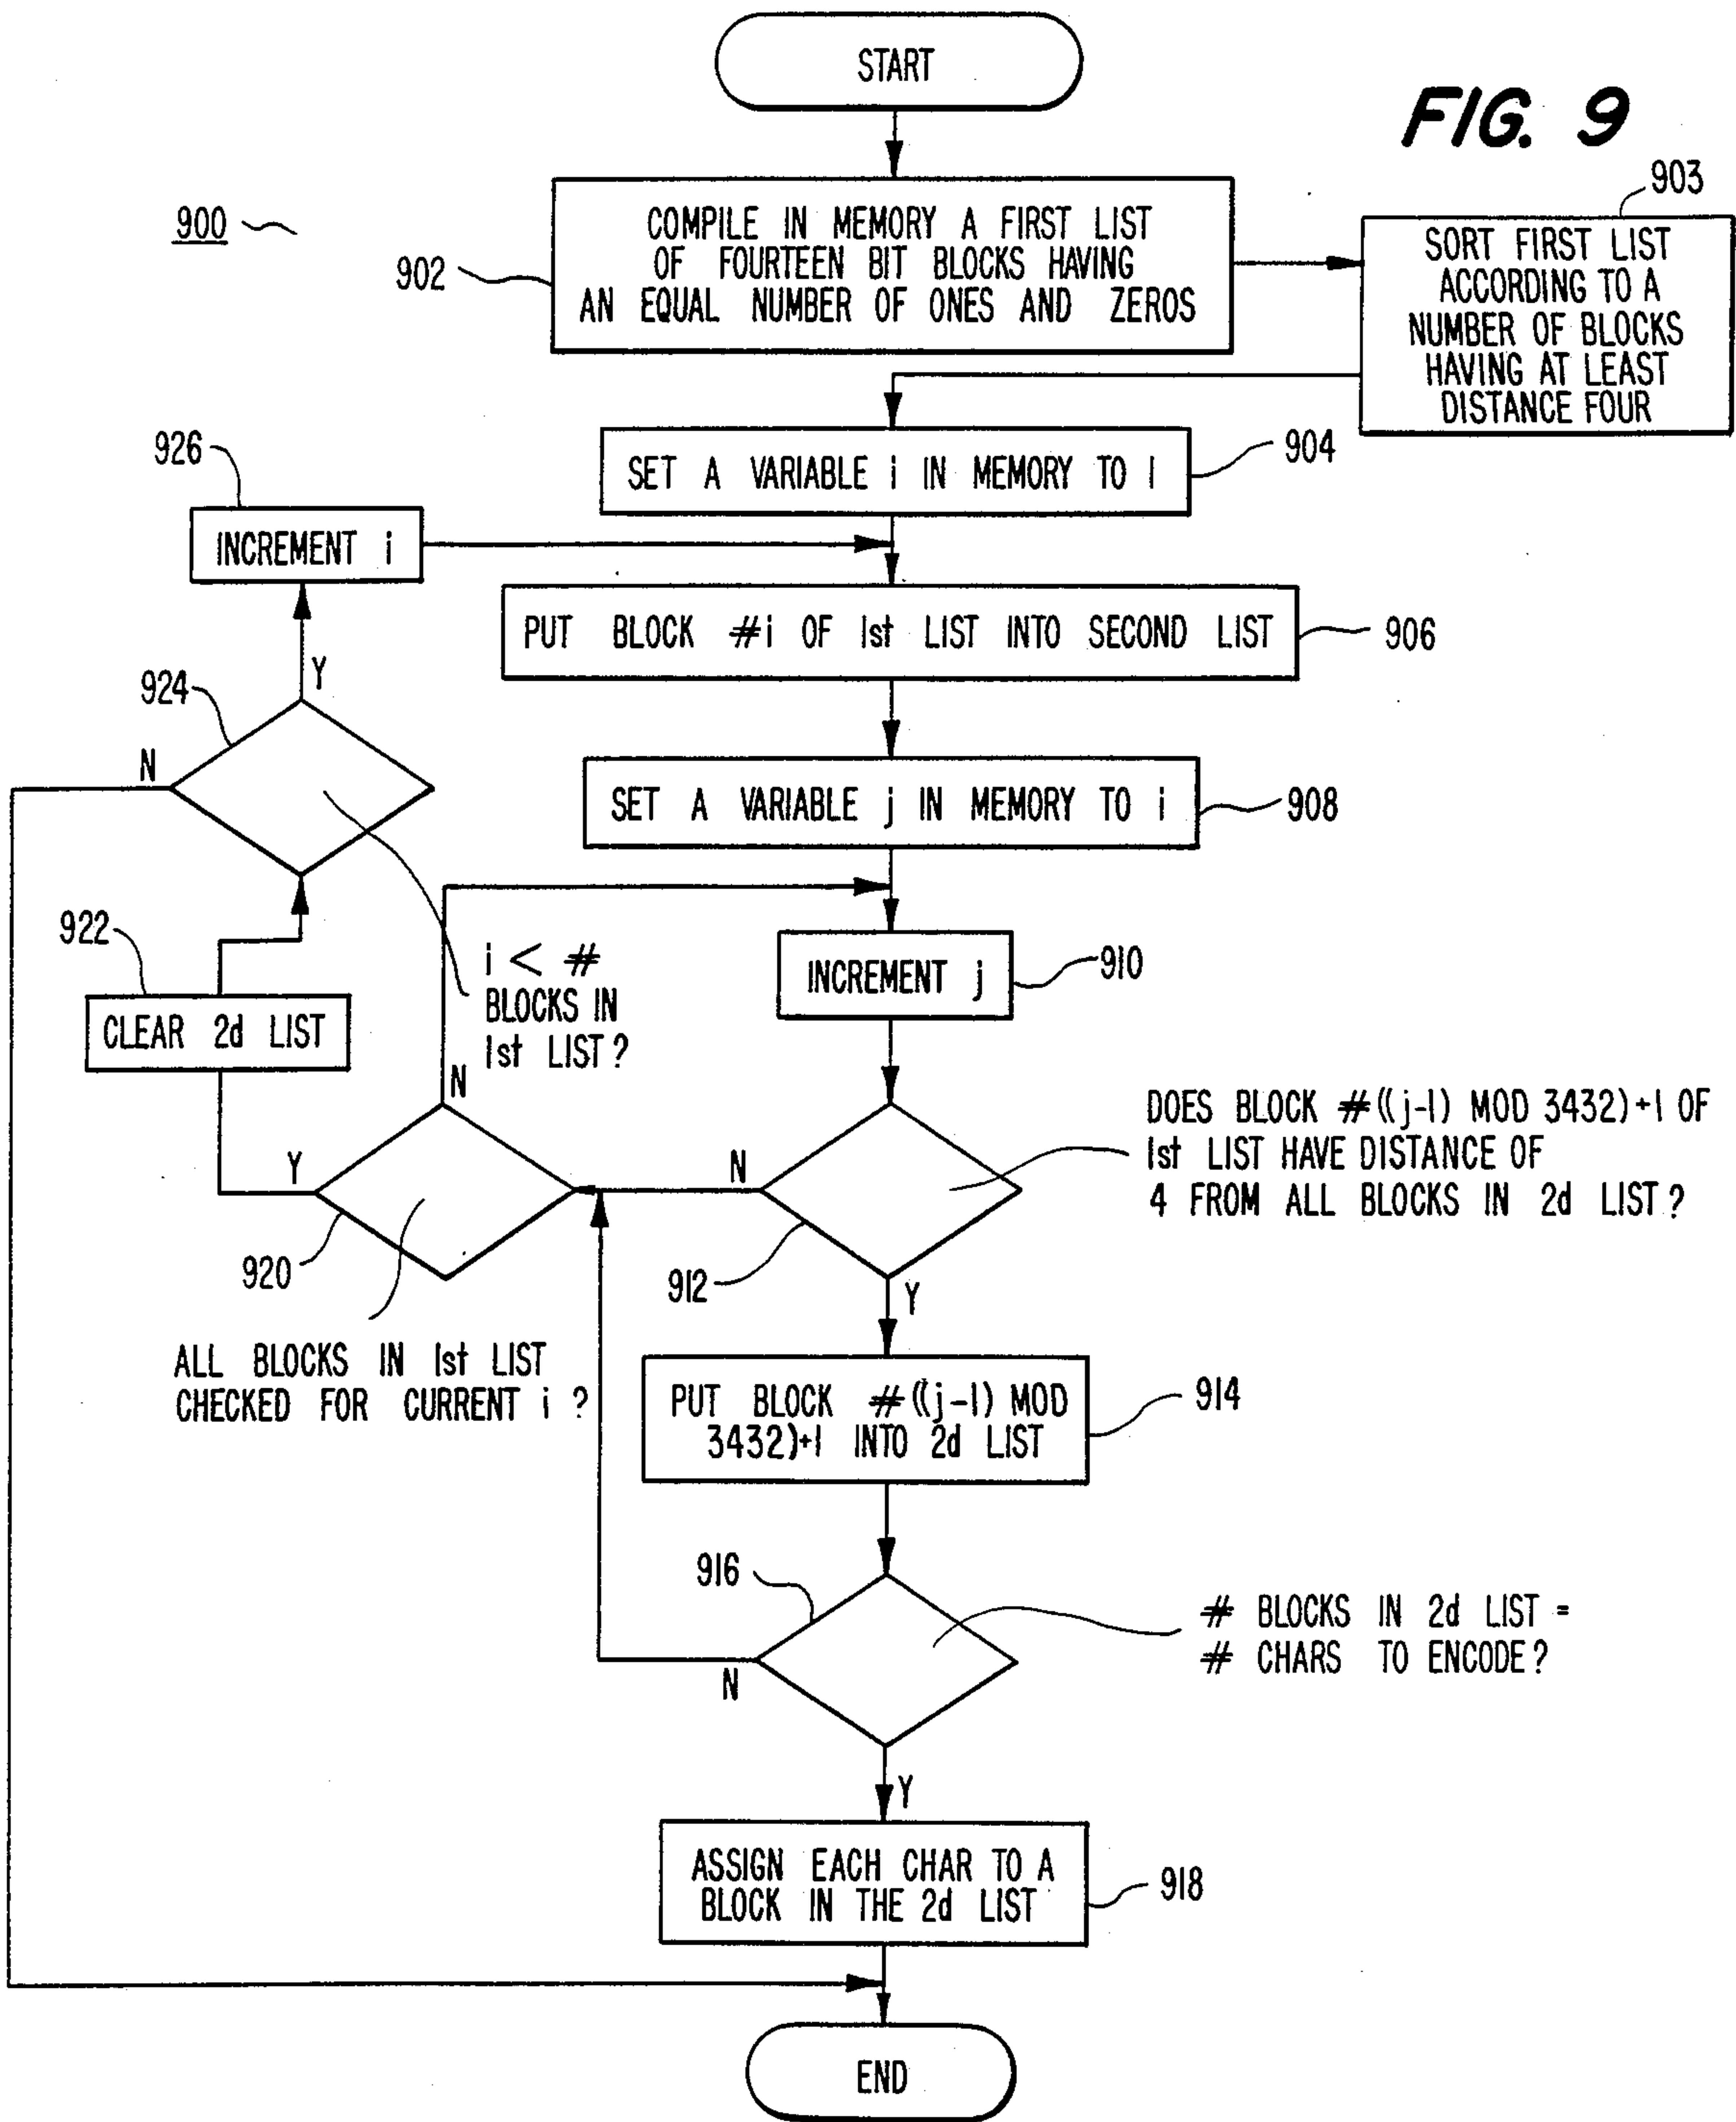 START
FIG. 9
900
902
COMPILE IN MEMORY A FIRST LIST
OF FOURTEEN BIT BLOCKS HAVING
AN EQUAL NUMBER OF ONES AND ZEROS
903
SORT FIRST LIST
ACCORDING TO A
NUMBER OF BLOCKS
HAVING AT LEAST
DISTANCE FOUR
SET A VARIABLE i IN MEMORY TO 1
904
926
INCREMENT i
PUT BLOCK #i OF 1st LIST INTO SECOND LIST
906
924
Y
N
SET A VARIABLE j IN MEMORY TO i
908
922
CLEAR 2d LIST
i < #
BLOCKS IN
1st LIST?
INCREMENT j
910
N
Y
920
ALL BLOCKS IN 1st LIST
CHECKED FOR CURRENT i ?
N
912
Y
DOES BLOCK #((j-1) MOD 3432)+1 OF
1st LIST HAVE DISTANCE OF
4 FROM ALL BLOCKS IN 2d LIST?
PUT BLOCK #((j-1) MOD
3432)+1 INTO 2d LIST
914
916
N
Y
# BLOCKS IN 2d LIST =
# CHARS TO ENCODE?
ASSIGN EACH CHAR TO A
BLOCK IN THE 2d LIST
918
END